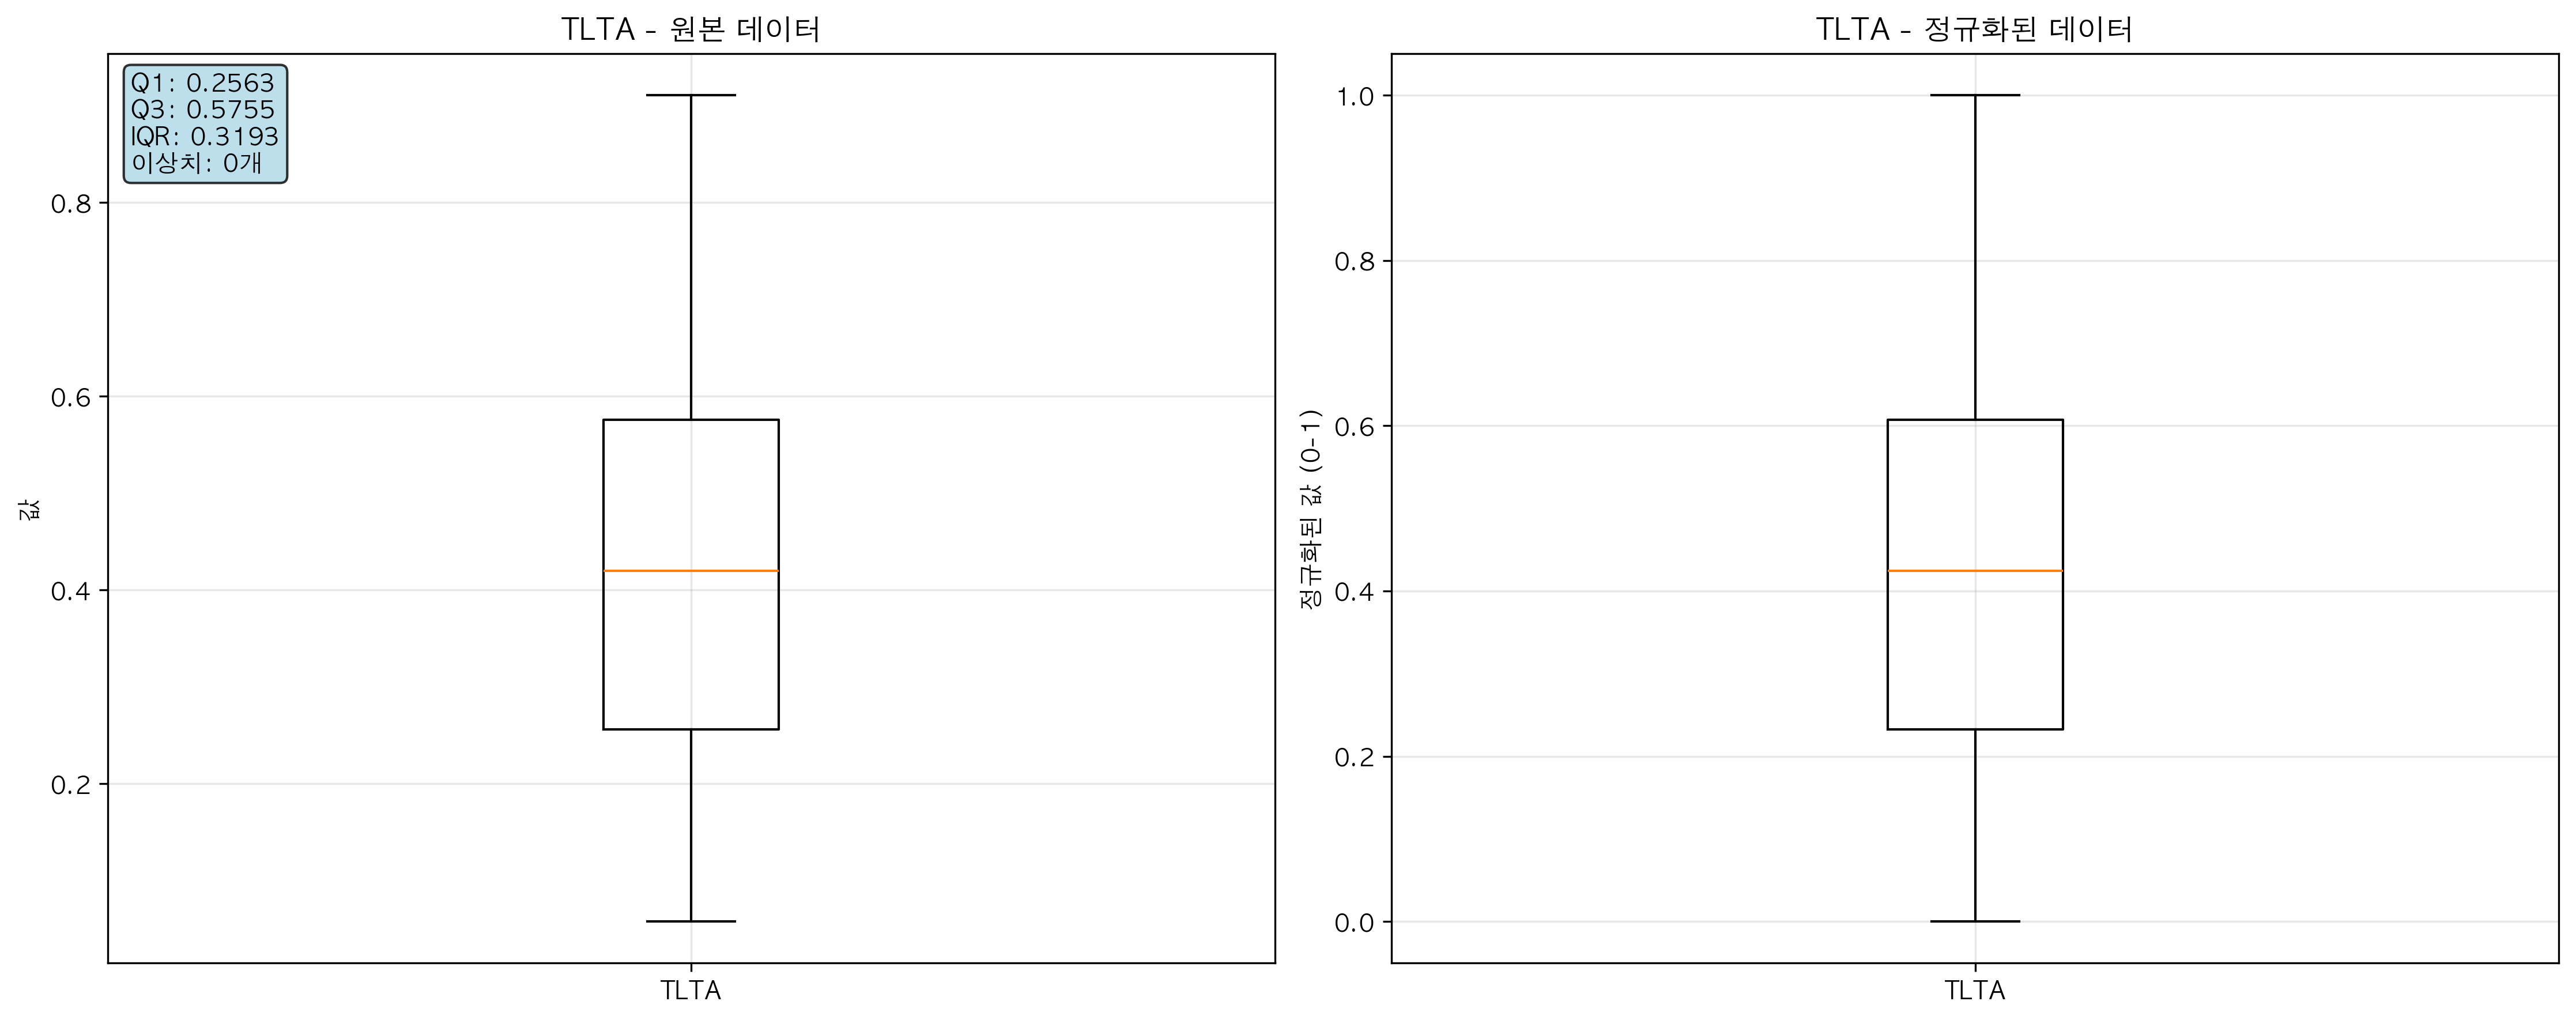 TLTA - 원본 데이터
Q1: 0.2563
Q3: 0.5755
IQR: 0.3193
이상치: 0개
0.8
0.6
0.4
0.2
값
TLTA
TLTA - 정규화된 데이터
1.0
0.8
0.6
0.4
0.2
0.0
정규화된 값 (0-1)
TLTA